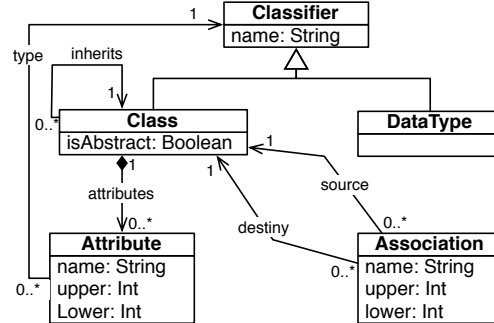 Classifier
name: String
1
type
inherits
1
0..*
Class
isAbstract: Boolean
DataType
1
1
1
attributes
source
destiny
0..*
0..*
0..*
0..*
Attribute
name: String
upper: Int
Lower: Int
Association
name: String
upper: Int
lower: Int